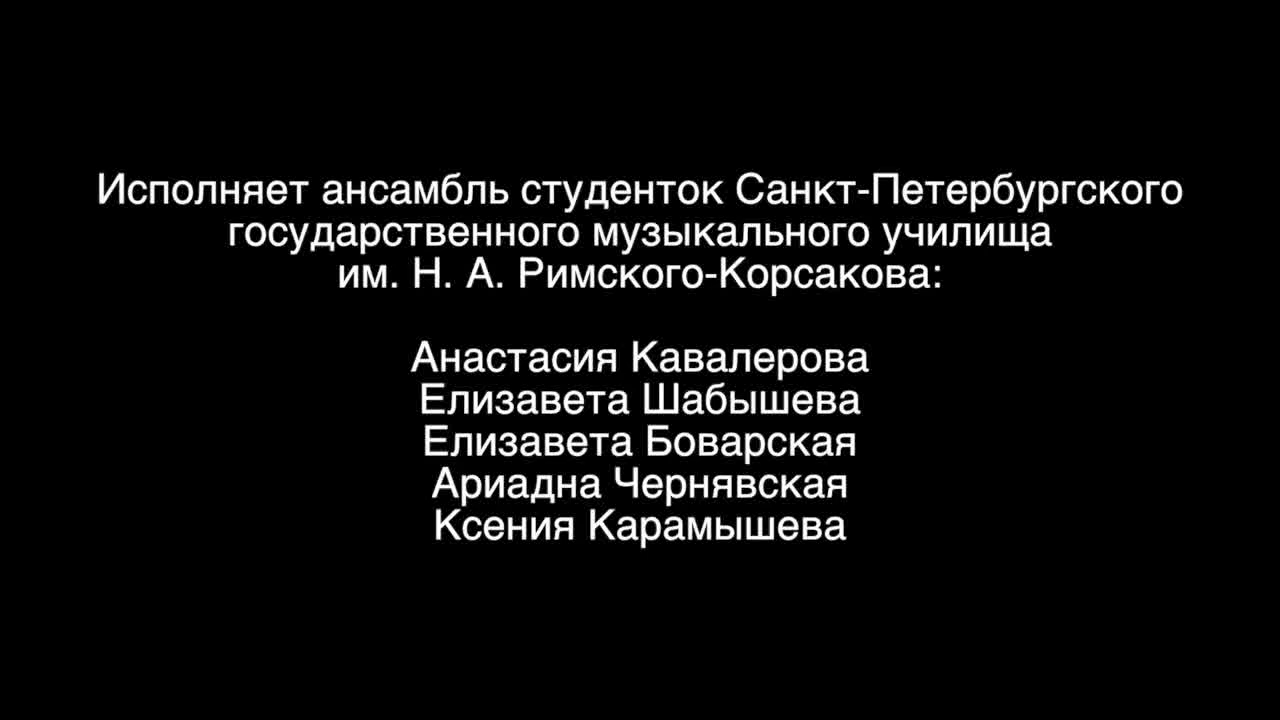 Исполняет ансамбль студенток Санкт-Петербургского
государственного музыкального училища
им. Н. А. Римского-Корсакова:
Анастасия Кавалерова
Елизавета Шабышева
Елизавета Боварская
Ариадна Чернявская
Ксения Карамышева